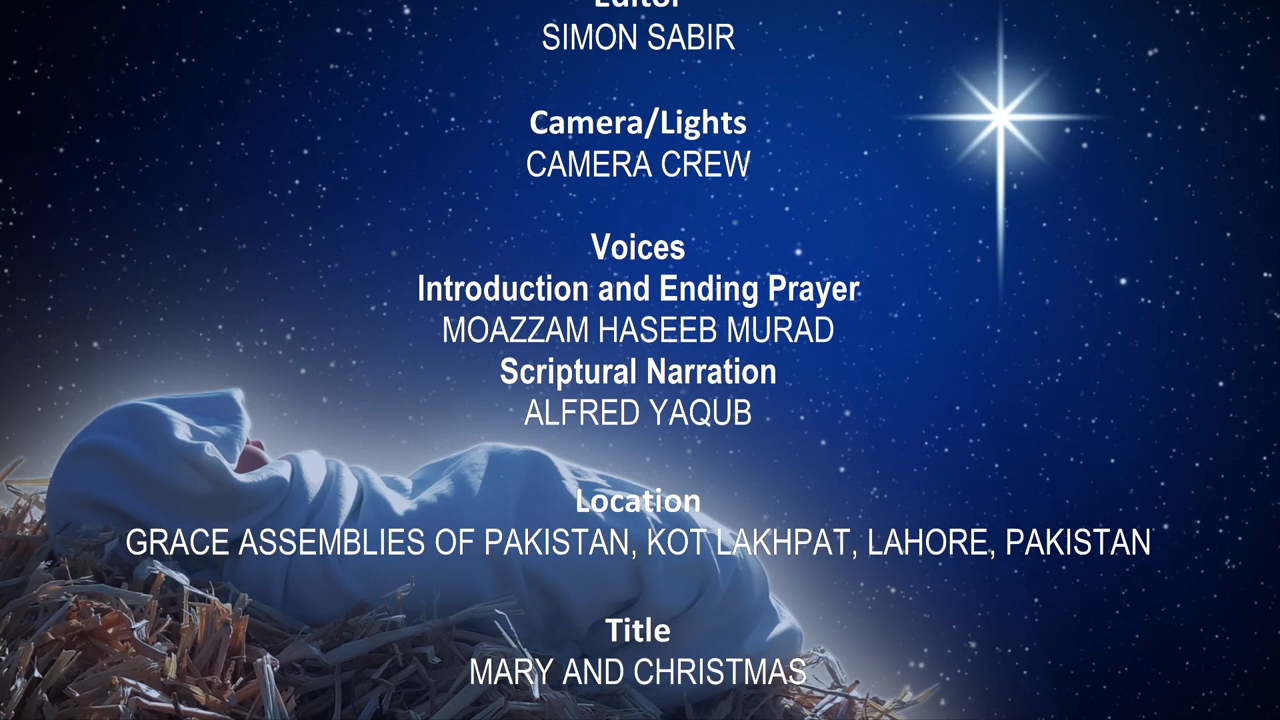 Editor
SIMON SABIR
Camera/Lights
CAMERA CREW
Voices
Introduction and Ending Prayer
MOAZZAM HASEEB MURAD
Scriptural Narration
ALFRED YAQUB
Location
GRACE ASSEMBLIES OF PAKISTAN, KOT LAKHPAT, LAHORE, PAKISTAN
Title
MARY AND CHRISTMAS